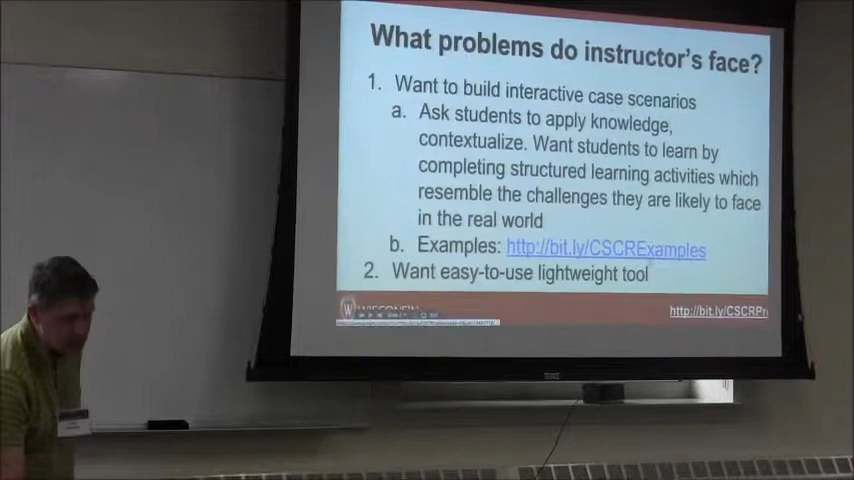 What problems do instructor's face?
1. Want to build interactive case scenarios
a. Ask students to apply knowledge,
contextualize. Want students to learn by
completing structured learning activities which
resemble the challenges they are likely to face
in the real world
b. Examples: http://bit.ly/CSCRExamples
2. Want easy-to-use lightweight tool
W WISCONSIN
http://bit.ly/CSCRPr